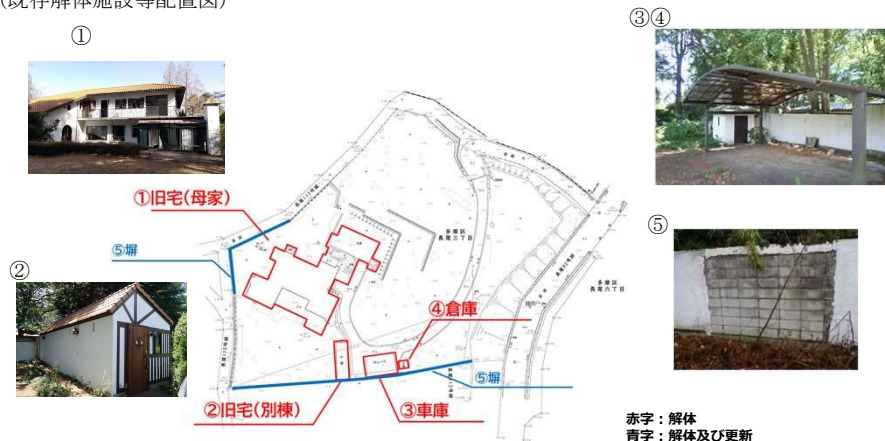 (既存解体施設等配置図)
①
③④
①旧宅(母家)
⑤塀
多摩区
長尾三丁目
⑤
②
多摩区
長尾六丁目
④倉庫
⑤塀
②旧宅(別棟)
③車庫
赤字：解体
青字：解体及び更新